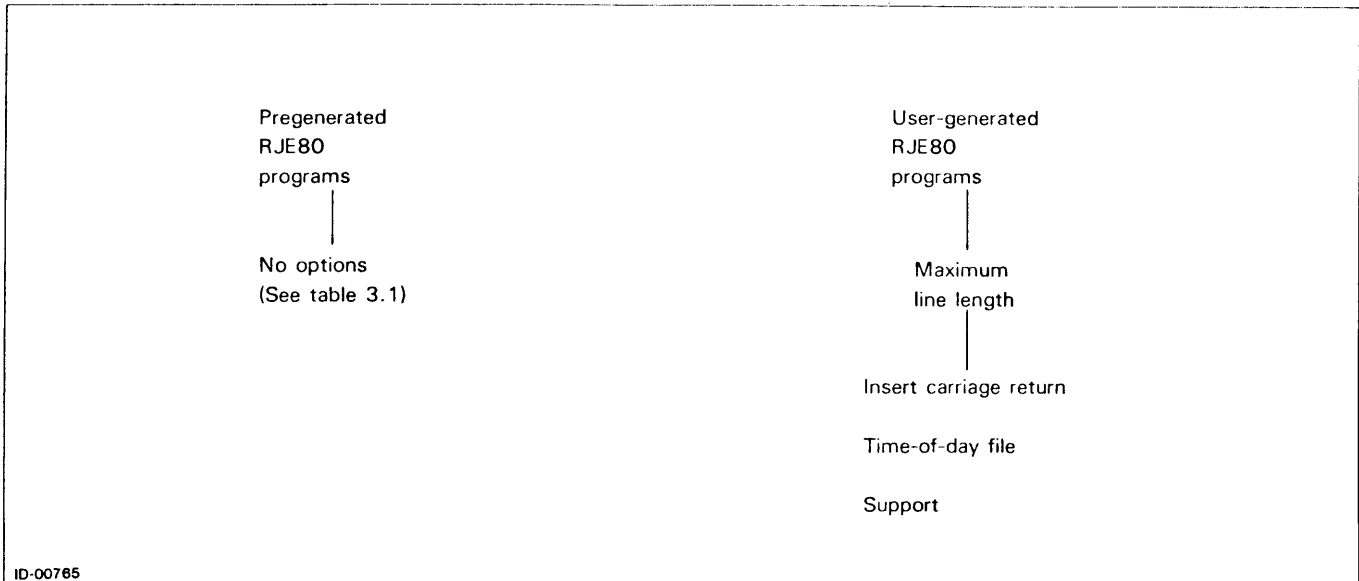 Pregenerated
RJE80
programs
No options
(See table 3.1)
User-generated
RJE80
programs
Maximum
line length
Insert carriage return
Time-of-day file
Support
ID-00765